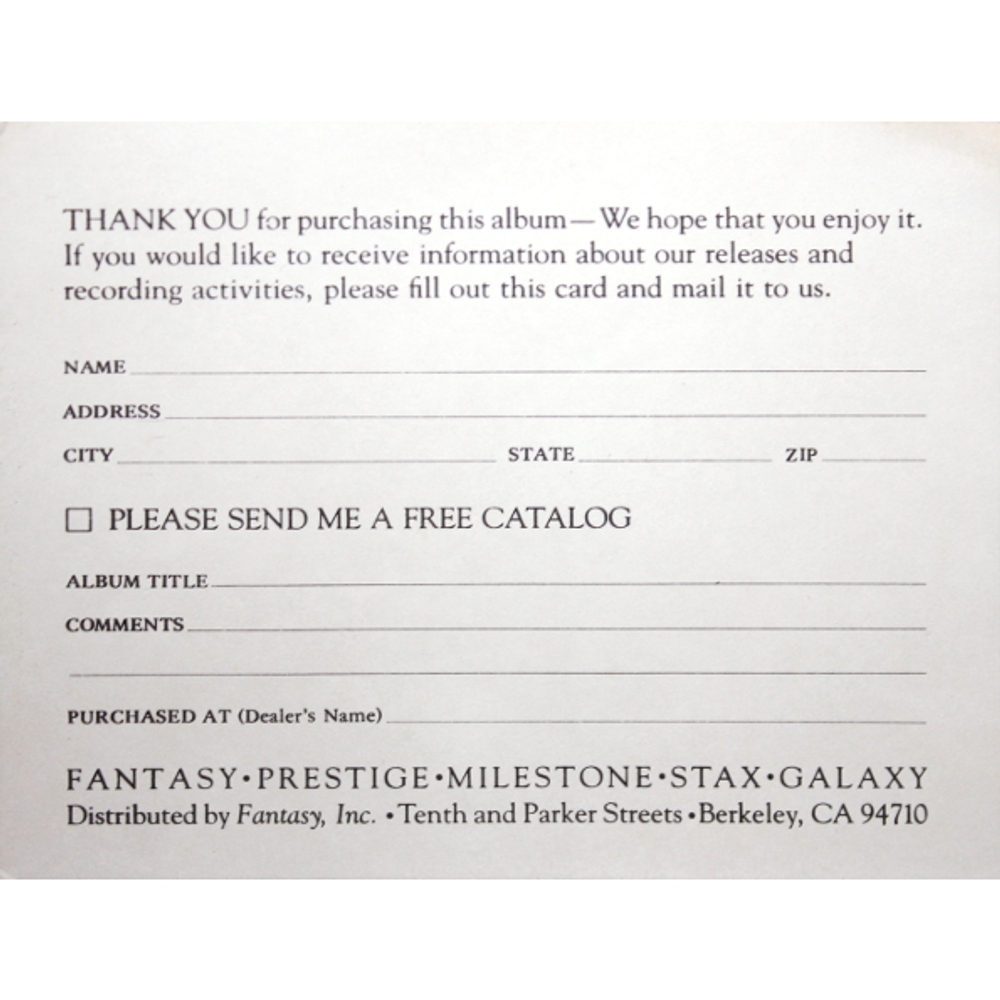 THANK YOU for purchasing this album—We hope that you enjoy it.
If you would like to receive information about our releases and
recording activities, please fill out this card and mail it to us.
NAME
ADDRESS
CITY STATE ZIP
PLEASE SEND ME A FREE CATALOG
ALBUM TITLE
COMMENTS
PURCHASED AT (Dealer's Name)
FANTASY•PRESTIGE•MILESTONE•STAX•GALAXY
Distributed by Fantasy, Inc. •Tenth and Parker Streets•Berkeley, CA 94710